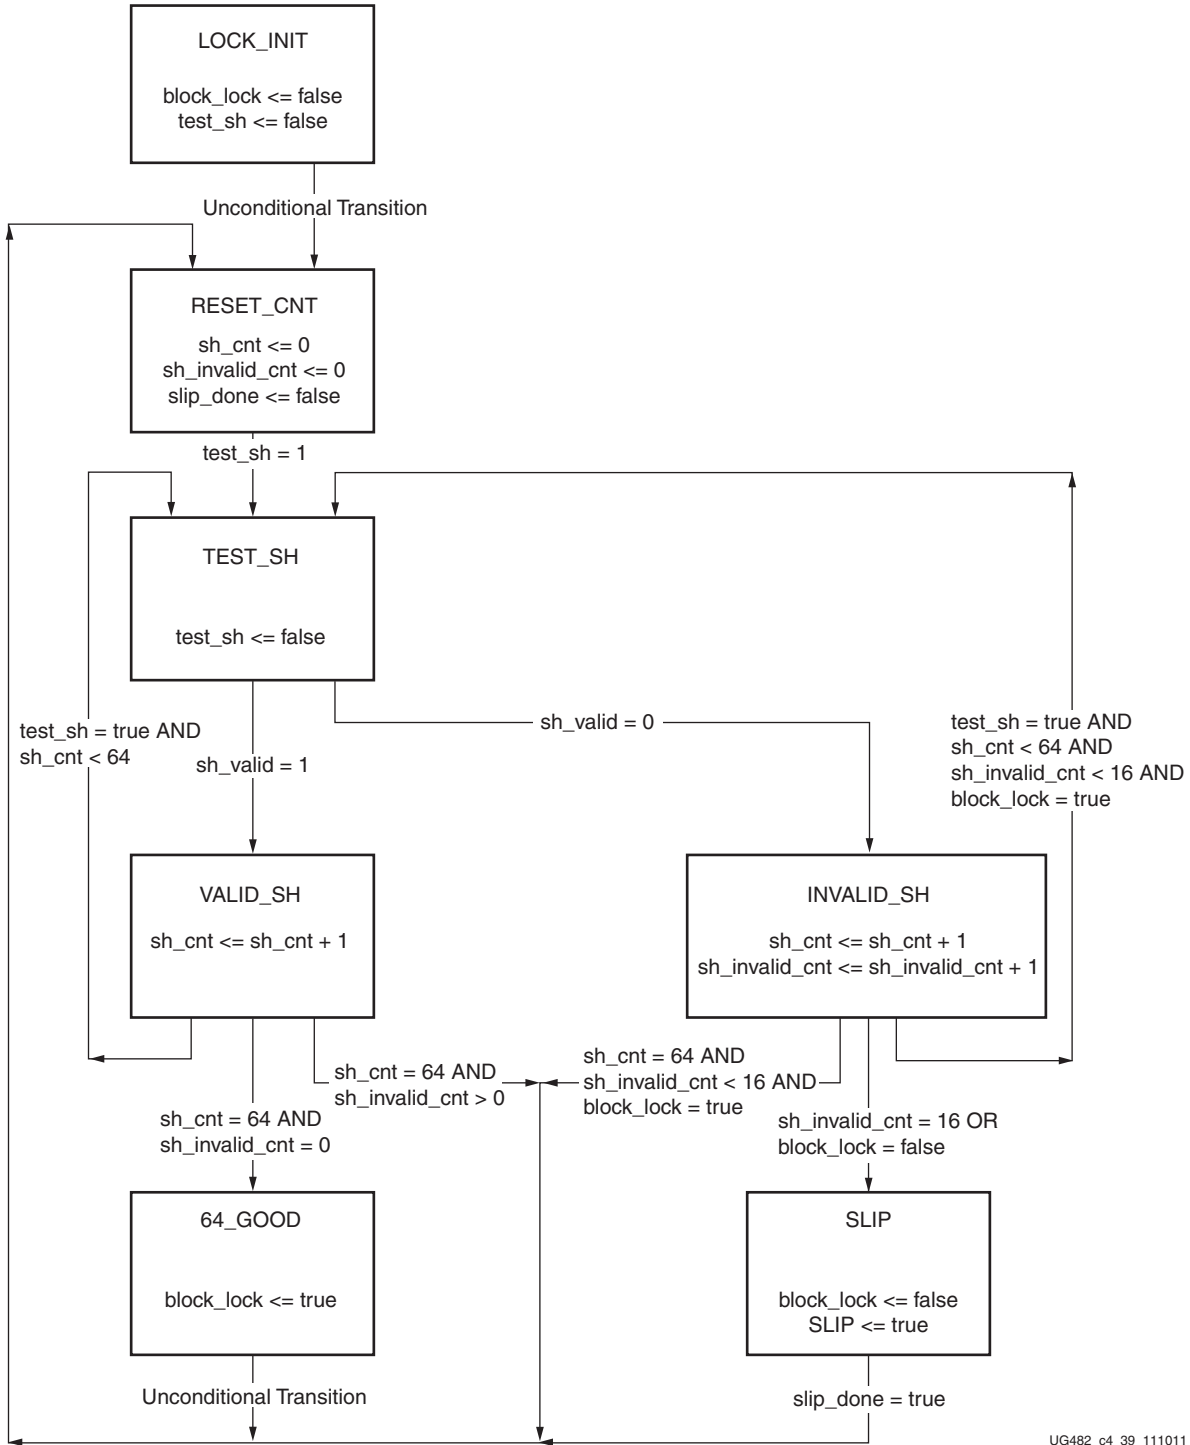 LOCK_INIT
block_lock <= false
test_sh <= false
Unconditional Transition
RESET_CNT
sh_cnt <= 0
sh_invalid_cnt <= 0
slip_done <= false
test_sh = 1
TEST_SH
test_sh <= false
test_sh = true AND
sh_cnt < 64
sh_valid = 1
sh_valid = 0
test_sh = true AND
sh_cnt < 64 AND
sh_invalid_cnt < 16 AND
block_lock = true
VALID_SH
sh_cnt <= sh_cnt + 1
INVALID_SH
sh_cnt <= sh_cnt + 1
sh_invalid_cnt <= sh_invalid_cnt + 1
sh_cnt = 64 AND
sh_invalid_cnt > 0
sh_cnt = 64 AND
sh_invalid_cnt < 16 AND
block_lock = true
sh_cnt = 64 AND
sh_invalid_cnt = 0
sh_invalid_cnt = 16 OR
block_lock = false
64_GOOD
block_lock <= true
SLIP
block_lock <= false
SLIP <= true
Unconditional Transition
slip_done = true
UG482_c4_39_111011